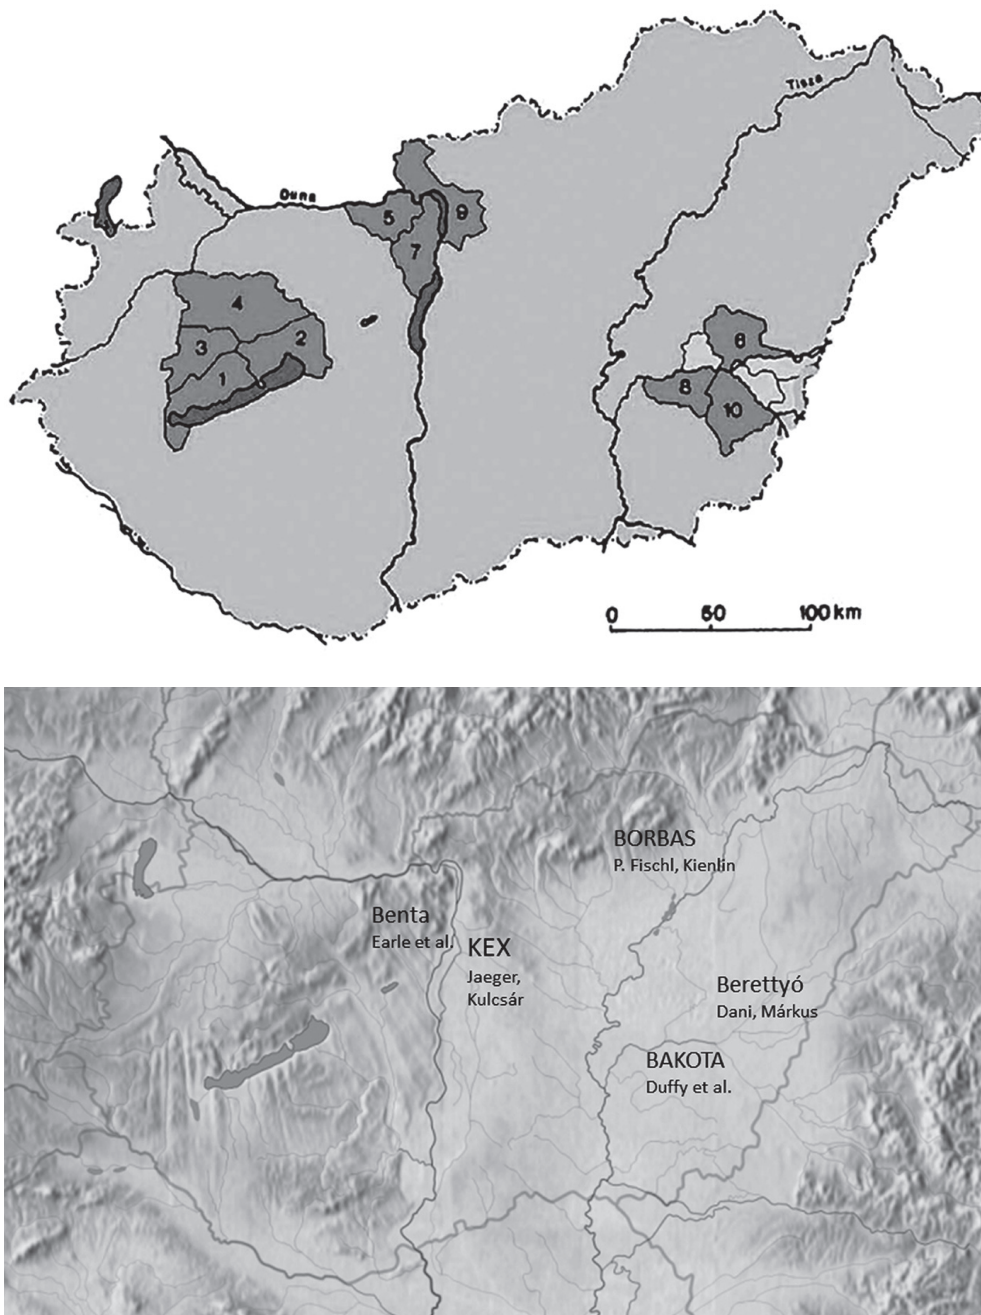 Tisza
Duna
5
9
7
4
3
2
1
6
8
10
0 50 100 km
BORBAS
P. Fischl, Kienlin
Benta
Earle et al.
KEX
Jaeger,
Kulcsár
Berettyó
Dani, Márkus
BAKOTA
Duffy et al.